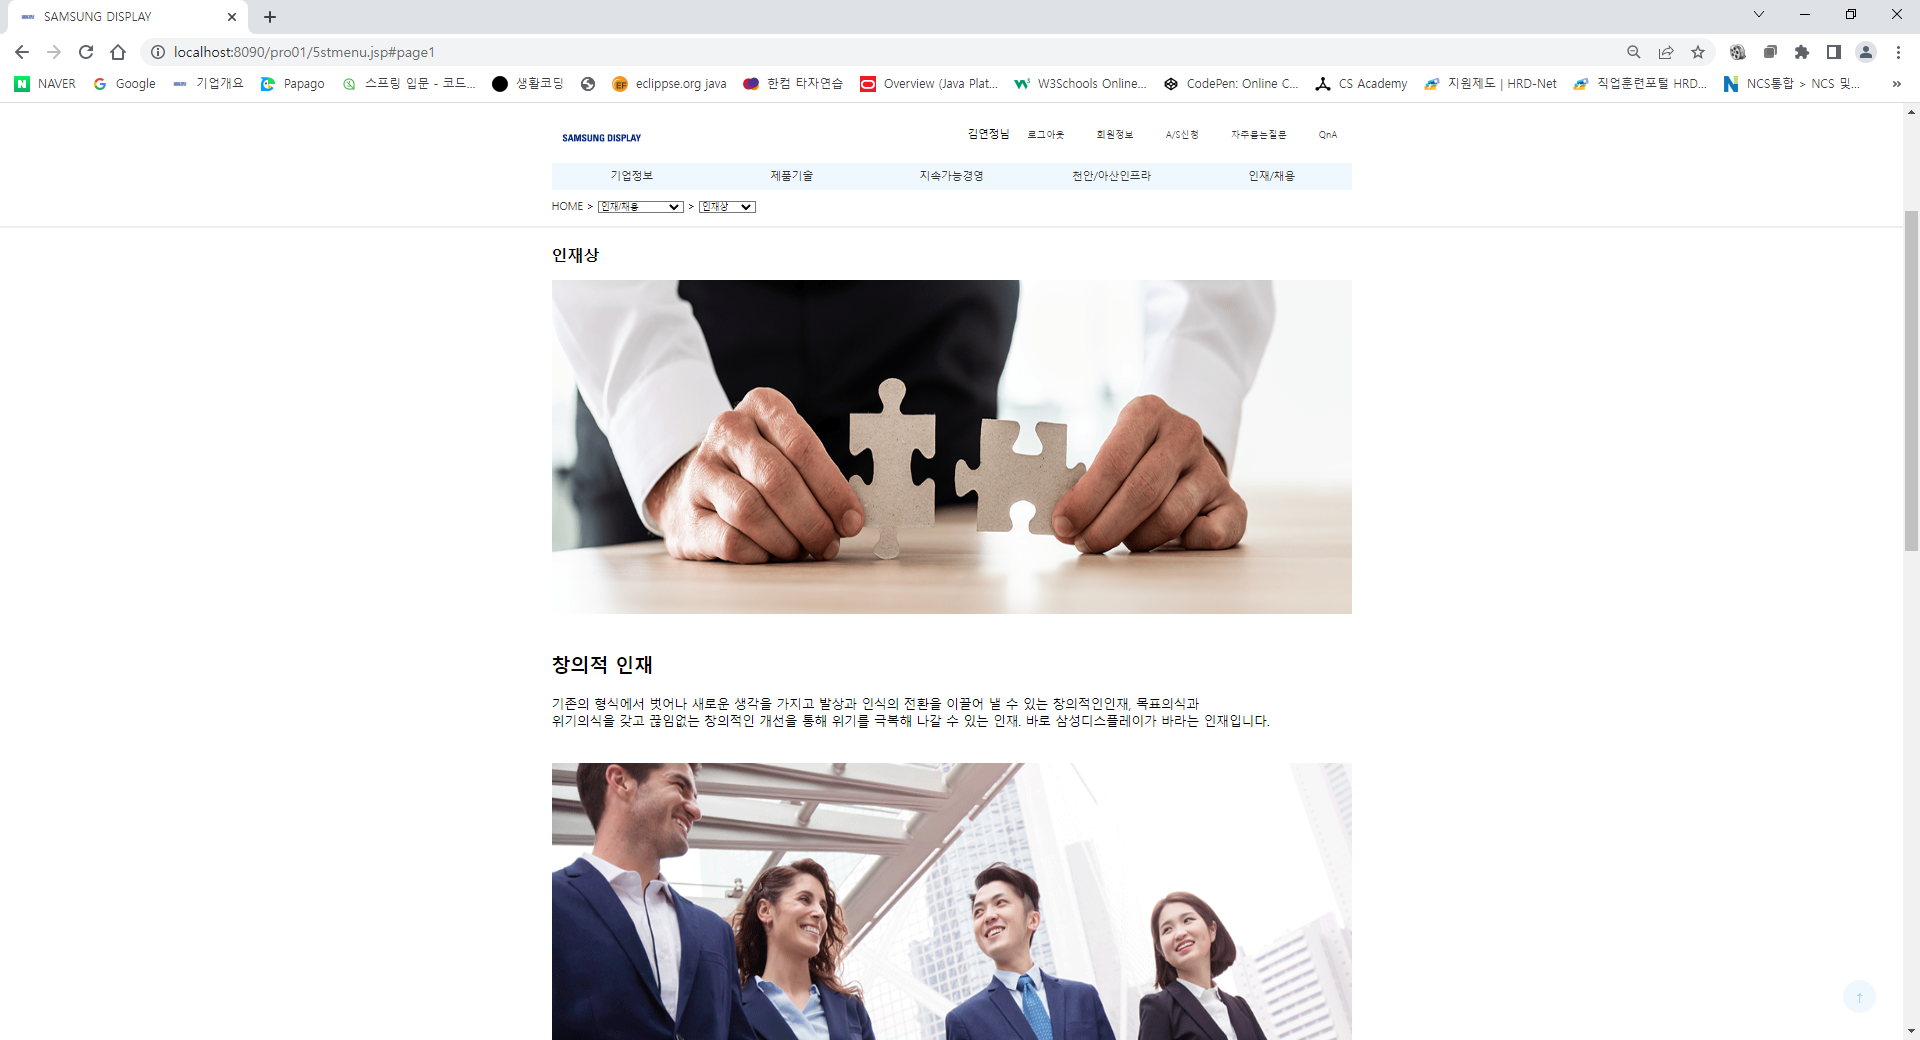 SAMSUNG DISPLAY
localhost:8090/pro01/5stmenu.jsp#page1
NAVER
Google
기업개요
Papago
스프링 입문 - 코드...
생활코딩
eclippse.org java
한컴 타자연습
Overview (Java Plat...
W3Schools Online...
CodePen: Online C...
CS Academy
지원제도 | HRD-Net
직업훈련포털 HRD...
NCS통합 > NCS 및...
»
SAMSUNG DISPLAY
김연정님 로그아웃 회원정보 A/S신청 자주묻는질문 QnA
기업정보 제품기술 지속가능경영 천안/아산인프라 인재/채용
HOME > 인재/채용 > 인재상
인재상
창의적 인재
기존의 형식에서 벗어나 새로운 생각을 가지고 발상과 인식의 전환을 이끌어 낼 수 있는 창의적인인재, 목표의식과
위기의식을 갖고 끊임없는 창의적인 개선을 통해 위기를 극복해 나갈 수 있는 인재. 바로 삼성디스플레이가 바라는 인재입니다.
↑